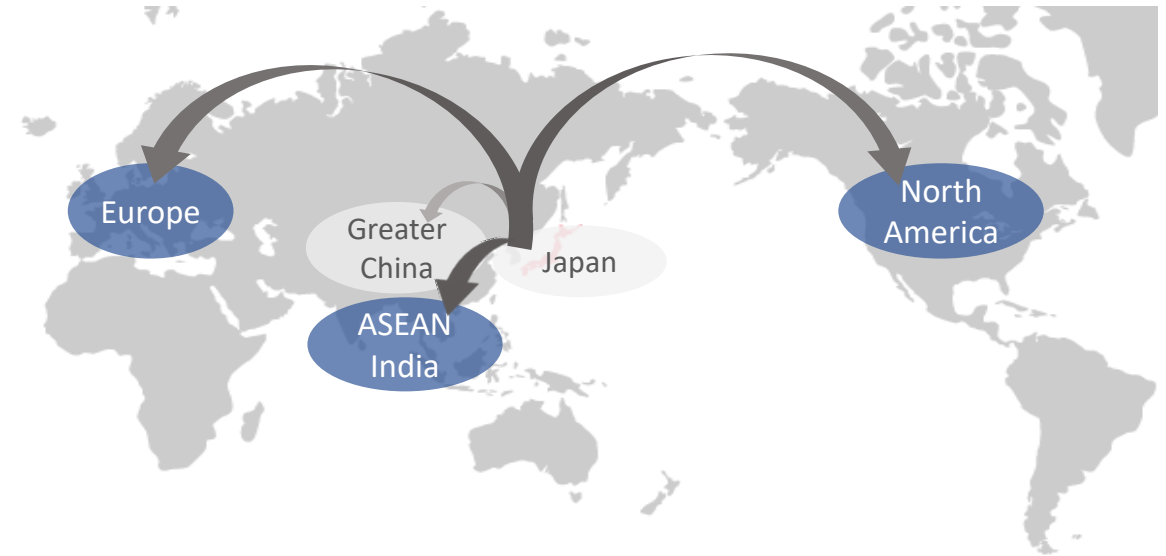 Europe
Greater
China
Japan
ASEAN
India
North
America